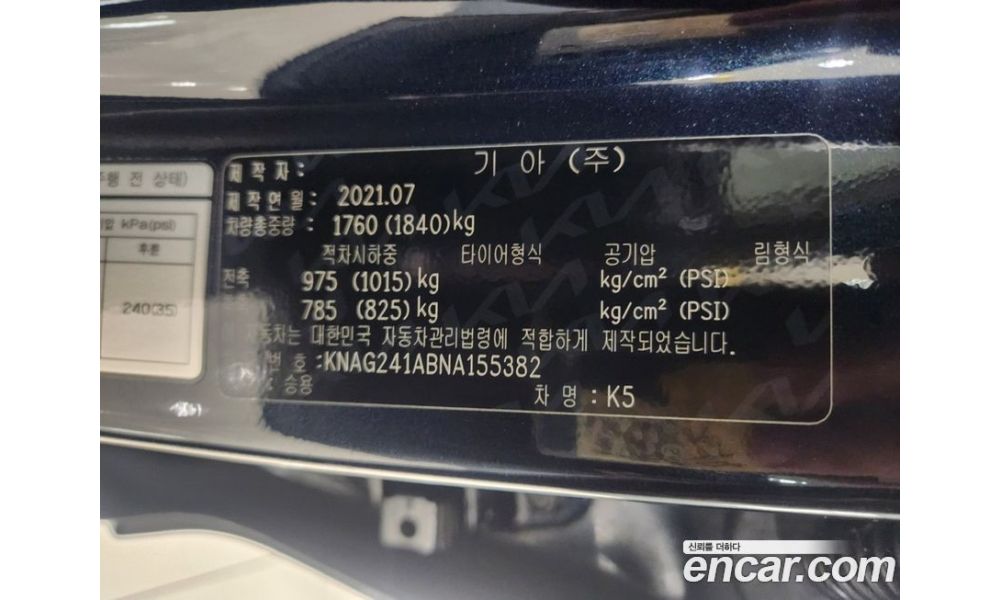 주행 전 상태)
압 kPa(psi)
후륜
240(35)
제 작 자 : 기 아 (주)
제작연월 : 2021.07
차량총중량 : 1760 (1840)kg
적차시하중 타이어형식 공기압 림형식
전축 975 (1015)kg kg/cm² (PSI)
785 (825)kg kg/cm² (PSI)
자동차는 대한민국 자동차관리법령에 적합하게 제작되었습니다.
번 호 :KNAG241ABNA155382
: 승용 차 명 : K5
신뢰를 더하다
encar.com